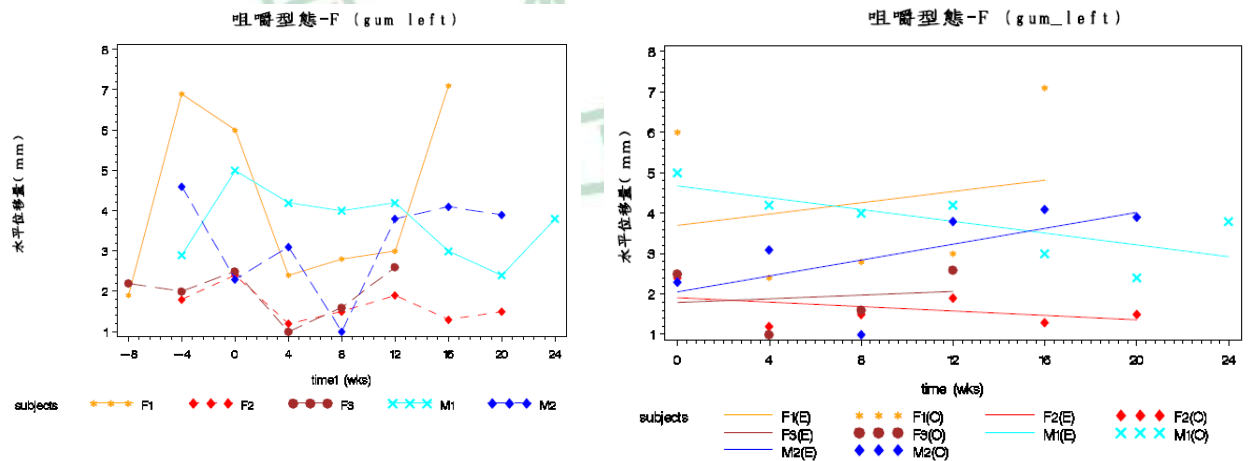 咀嚼型態-F (gum left)
水平位移量(mm)
8
7
6
5
4
3
2
1
-8 -4 0 4 8 12 16 20 24
time1 (wks)
subjects F1 F2 F3 M1 M2
咀嚼型態-F (gum_left)
水平位移量(mm)
8
7
6
5
4
3
2
1
0 4 8 12 16 20 24
time (wks)
subjects F1(E) F1(O) F2(E) F2(O)
F3(E) F3(O) M1(E) M1(O)
M2(E) M2(O)